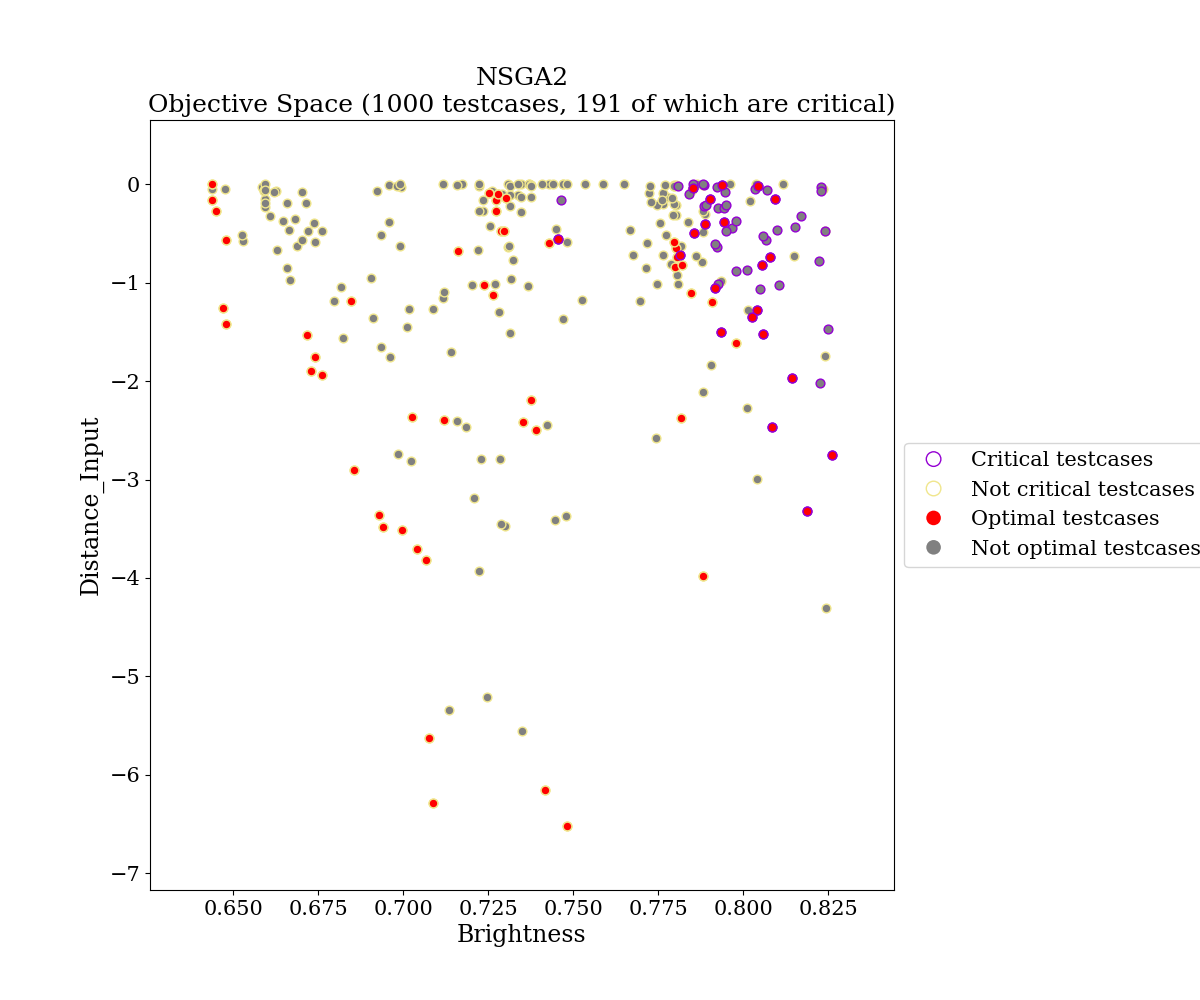 NSGA2
Objective Space (1000 testcases, 191 of which are critical)
0
−1
−2
−3
−4
−5
−6
−7
Distance_Input
0.650 0.675 0.700 0.725 0.750 0.775 0.800 0.825
Brightness
Critical testcases
Not critical testcases
Optimal testcases
Not optimal testcases